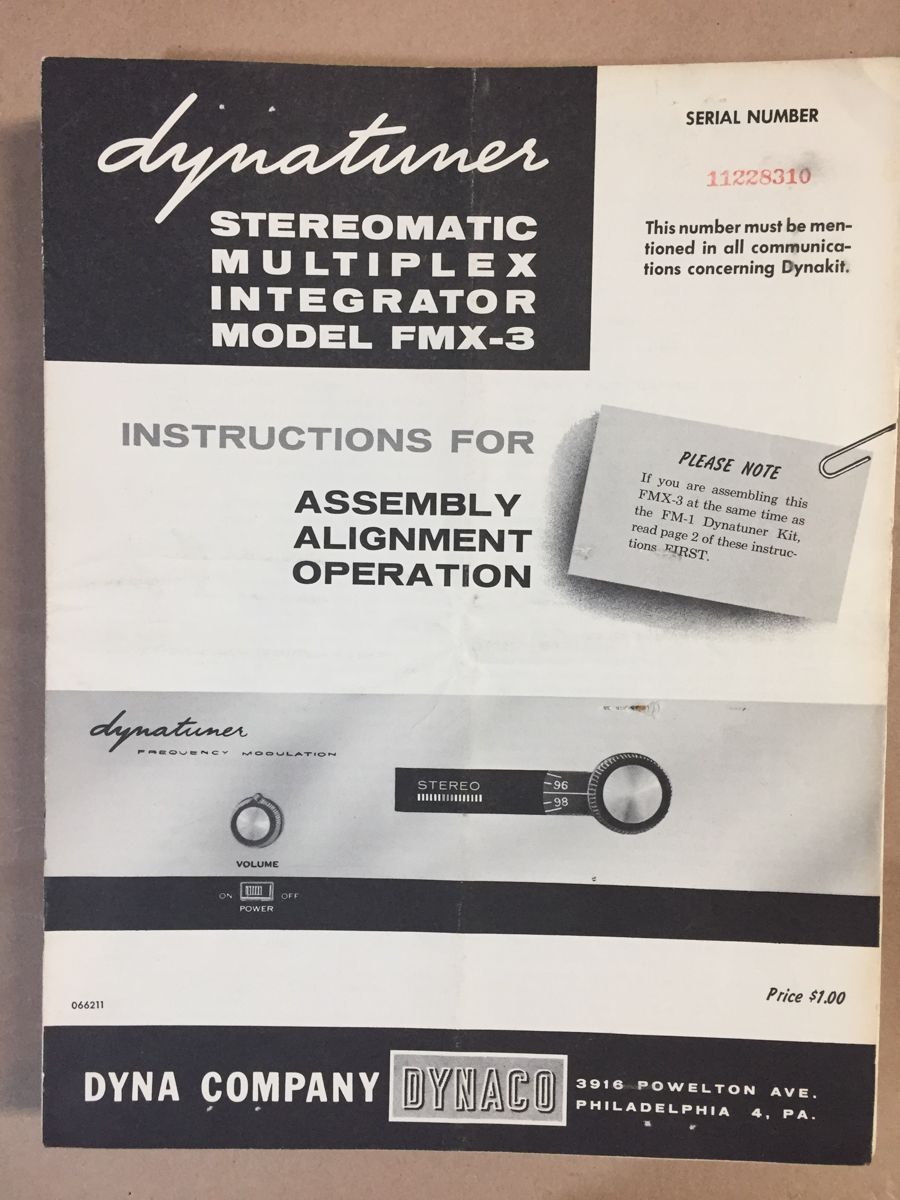 dynatuner
STEREOMATIC
MULTIPLEX
INTEGRATOR
MODEL FMX-3
SERIAL NUMBER
11228310
This number must be men-
tioned in all communica-
tions concerning Dynakit.
INSTRUCTIONS FOR
ASSEMBLY
ALIGNMENT
OPERATION
PLEASE NOTE
If you are assembling this
FMX-3 at the same time as
the FM-1 Dynatuner Kit,
read page 2 of these instruc-
tions FIRST.
dynatuner
FREQUENCY MODULATION
STEREO
96
98
VOLUME
ON OFF
POWER
066211
Price $1.00
DYNA COMPANY
DYNACO
3916 POWELTON AVE.
PHILADELPHIA 4, PA.